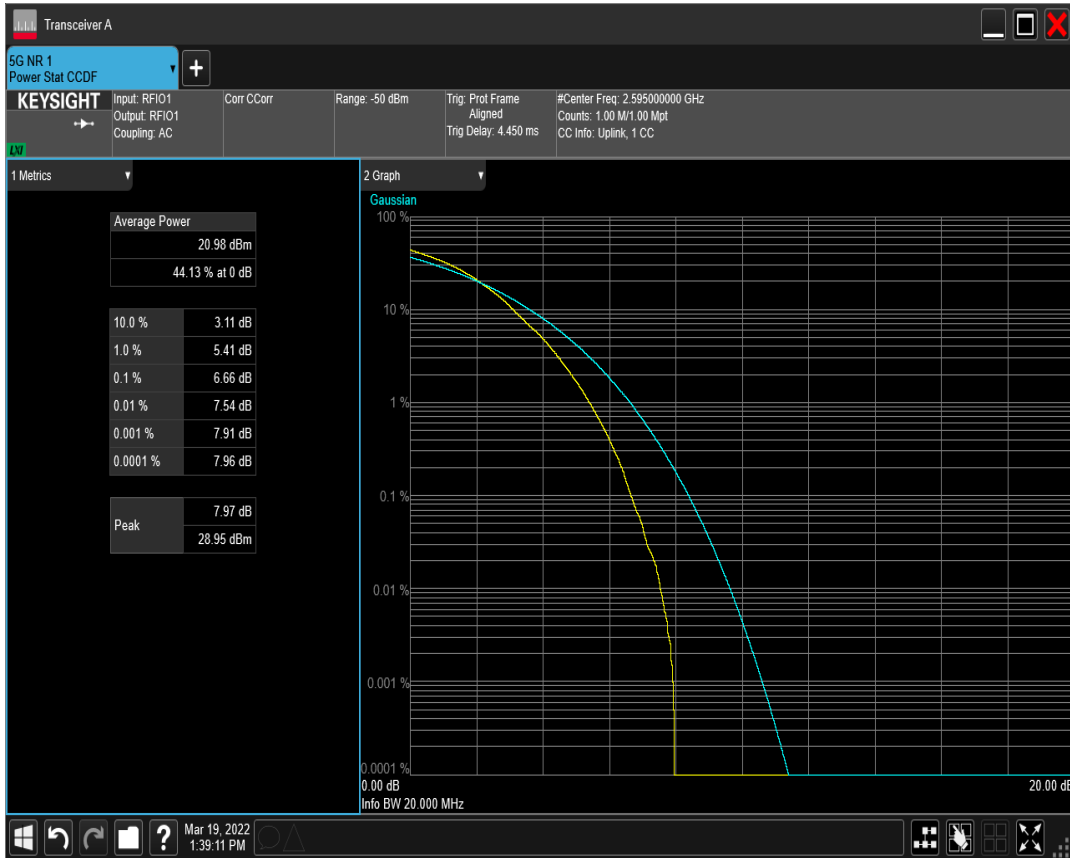 Transceiver A
5G NR 1
Power Stat CCDF
KEYSIGHT
LXI
Input: RFIO1
Output: RFIO1
Coupling: AC
Corr CCorr
Range: -50 dBm
Trig: Prot Frame
Aligned
Trig Delay: 4.450 ms
#Center Freq: 2.595000000 GHz
Counts: 1.00 M/1.00 Mpt
CC Info: Uplink, 1 CC
1 Metrics
Average Power
20.98 dBm
44.13 % at 0 dB
10.0 % 3.11 dB
1.0 % 5.41 dB
0.1 % 6.66 dB
0.01 % 7.54 dB
0.001 % 7.91 dB
0.0001 % 7.96 dB
Peak
7.97 dB
28.95 dBm
2 Graph
Gaussian
100 %
10 %
1 %
0.1 %
0.01 %
0.001 %
0.0001 %
0.00 dB 20.00 dB
Info BW 20.000 MHz
?
Mar 19, 2022
1:39:11 PM